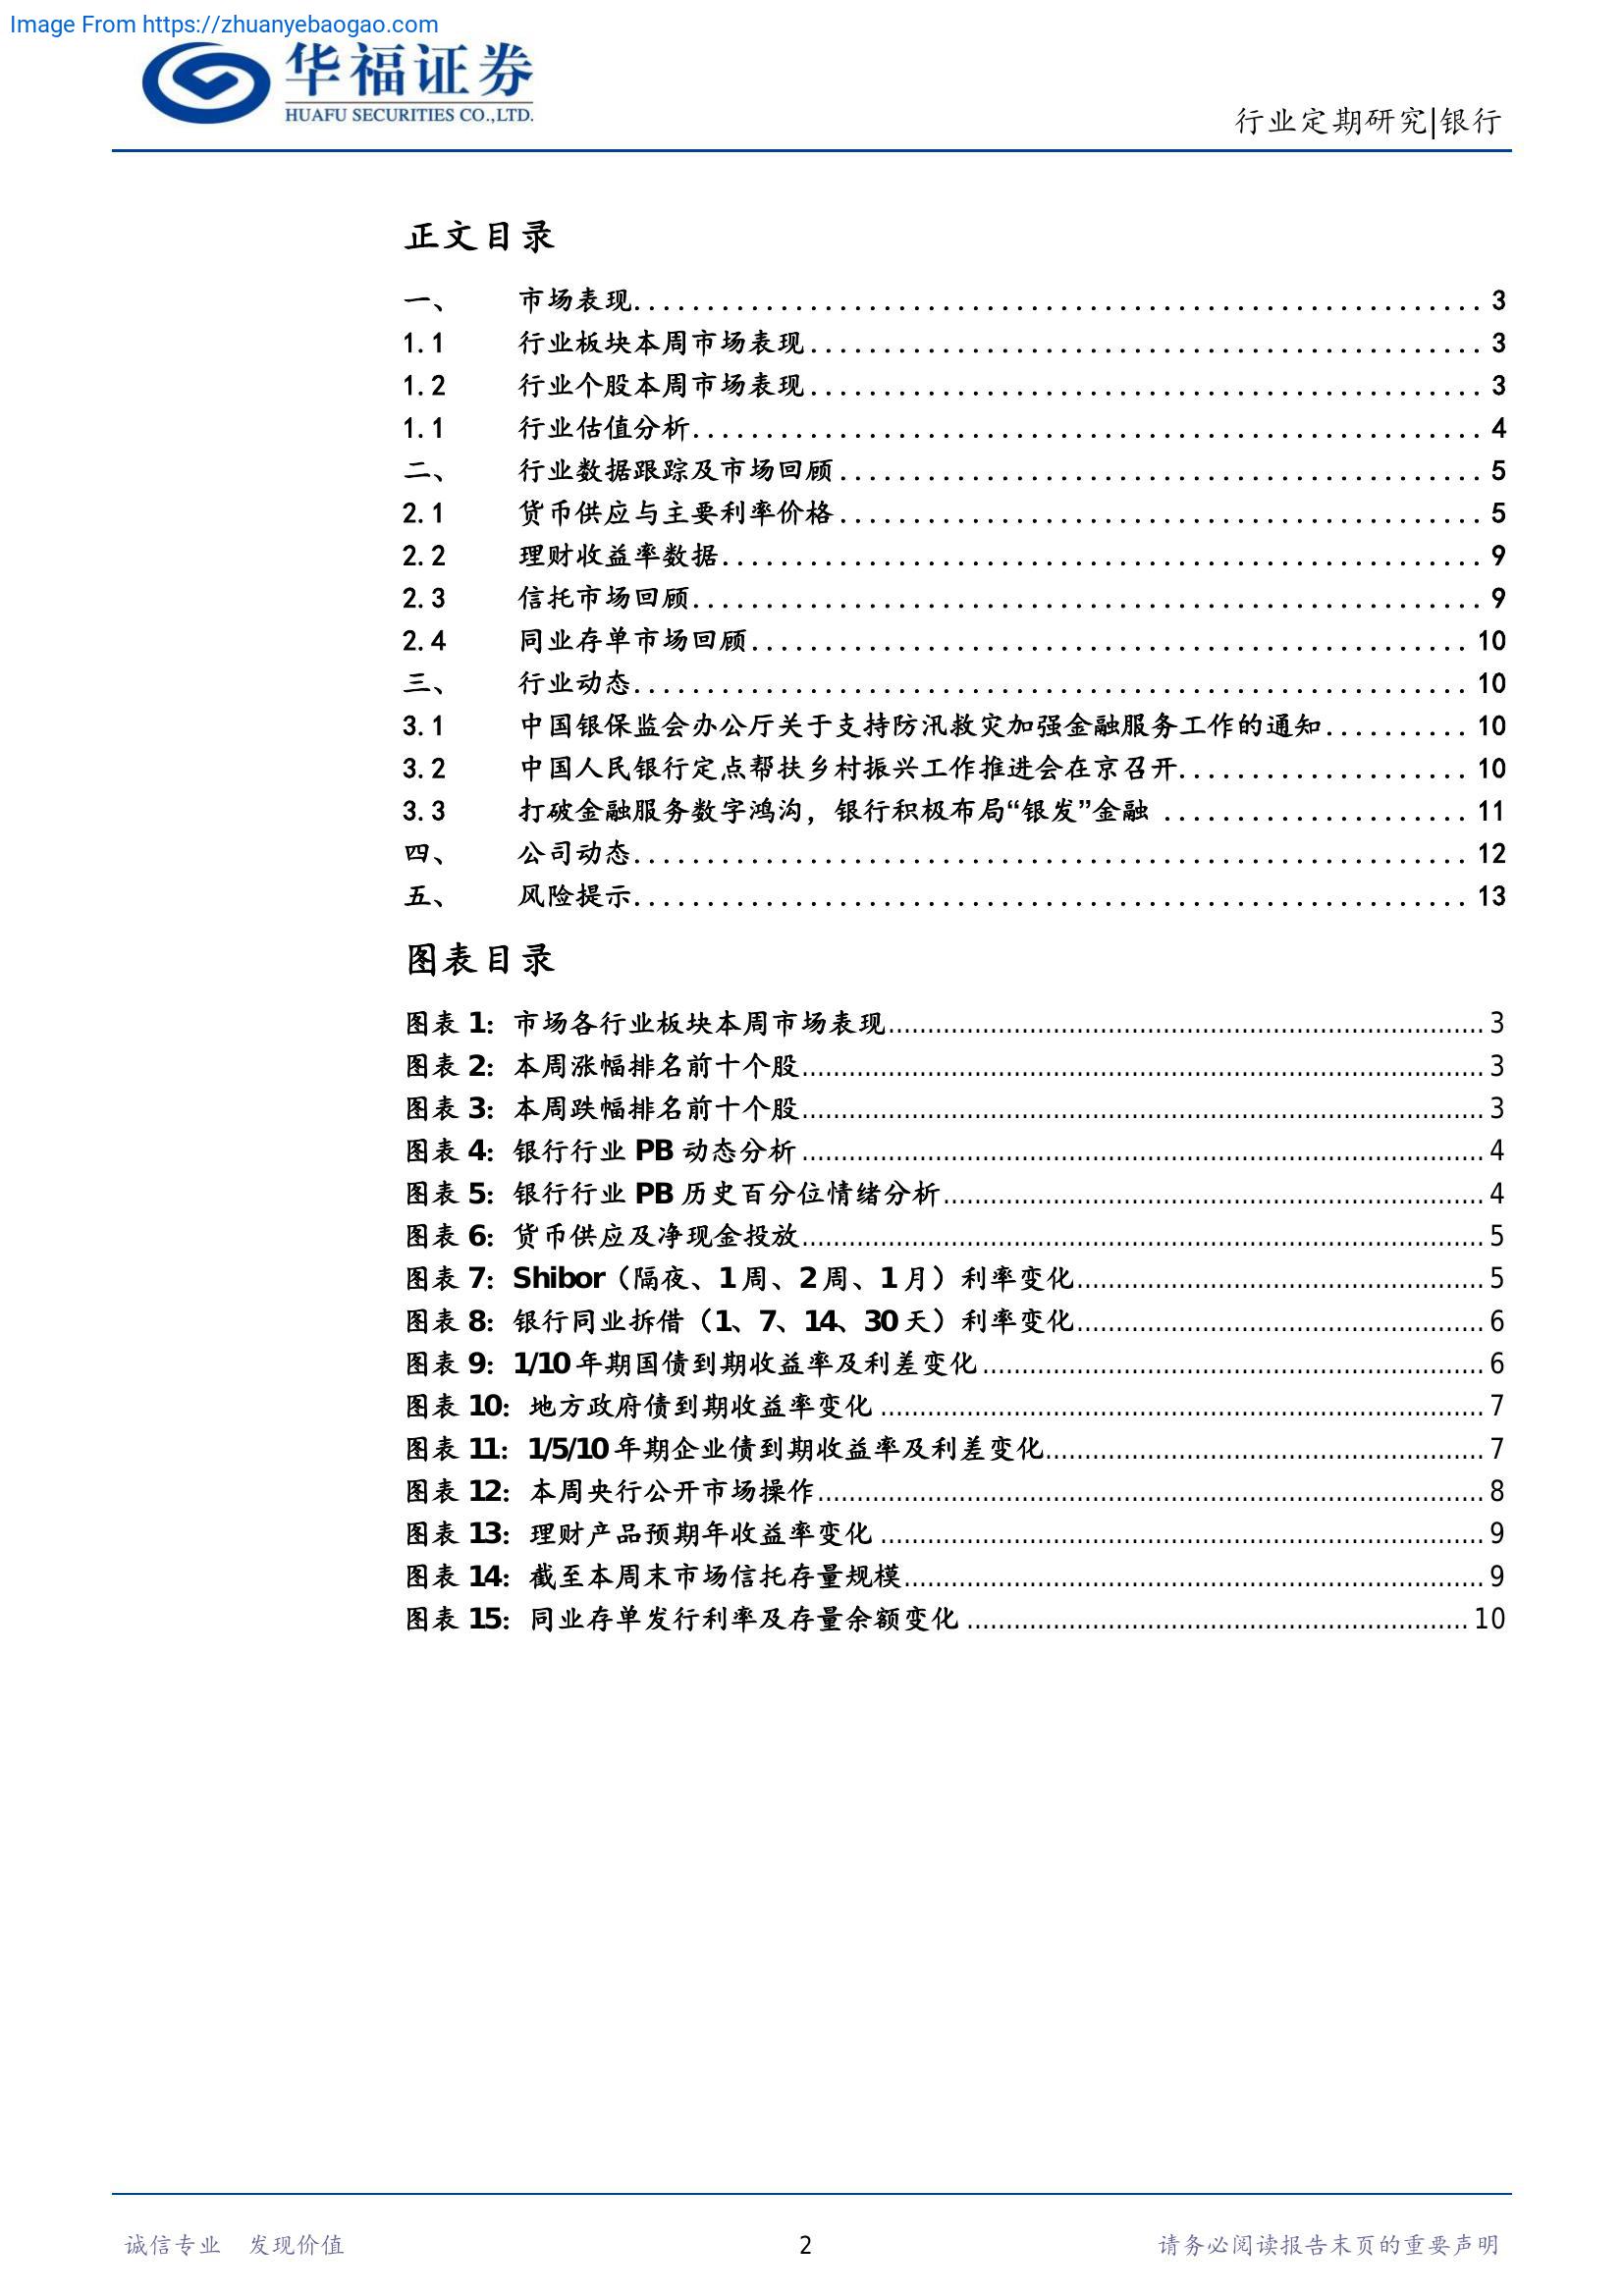 Image From https://zhuanyebaogao.com
华福证券
HUAFU SECURITIES CO.,LTD.
行业定期研究|银行
正文目录
一、 市场表现 3
1.1 行业板块本周市场表现 3
1.2 行业个股本周市场表现 3
1.1 行业估值分析 4
二、 行业数据跟踪及市场回顾 5
2.1 货币供应与主要利率价格 5
2.2 理财收益率数据 9
2.3 信托市场回顾 9
2.4 同业存单市场回顾 10
三、 行业动态 10
3.1 中国银保监会办公厅关于支持防汛救灾加强金融服务工作的通知 10
3.2 中国人民银行定点帮扶乡村振兴工作推进会在京召开 10
3.3 打破金融服务数字鸿沟，银行积极布局“银发”金融 11
四、 公司动态 12
五、 风险提示 13
图表目录
图表 1：市场各行业板块本周市场表现 3
图表 2：本周涨幅排名前十个股 3
图表 3：本周跌幅排名前十个股 3
图表 4：银行行业 PB 动态分析 4
图表 5：银行行业 PB 历史百分位情绪分析 4
图表 6：货币供应及净现金投放 5
图表 7：Shibor（隔夜、1 周、2 周、1 月）利率变化 5
图表 8：银行同业拆借（1、7、14、30 天）利率变化 6
图表 9：1/10 年期国债到期收益率及利差变化 6
图表 10：地方政府债到期收益率变化 7
图表 11：1/5/10 年期企业债到期收益率及利差变化 7
图表 12：本周央行公开市场操作 8
图表 13：理财产品预期年收益率变化 9
图表 14：截至本周末市场信托存量规模 9
图表 15：同业存单发行利率及存量余额变化 10
诚信专业 发现价值 2 请务必阅读报告末页的重要声明